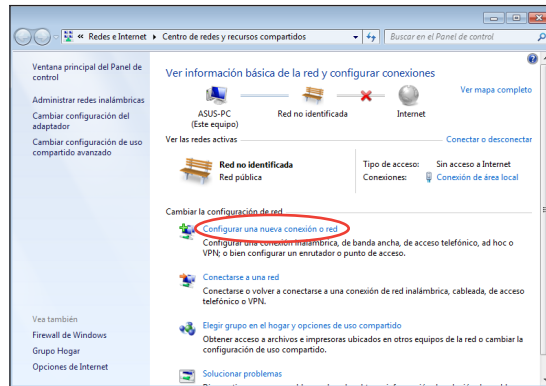 « Redes e Internet ▸ Centro de redes y recursos compartidos
Buscar en el Panel de control
Ventana principal del Panel de control
Administrar redes inalámbricas
Cambiar configuración del adaptador
Cambiar configuración de uso compartido avanzado
Ver información básica de la red y configurar conexiones
Ver mapa completo
ASUS-PC
(Este equipo)
Red no identificada
Internet
Ver las redes activas
Conectar o desconectar
Red no identificada
Red pública
Tipo de acceso: Sin acceso a Internet
Conexiones: Conexión de área local
Cambiar la configuración de red
Configurar una nueva conexión o red
Configurar una conexión inalámbrica, de banda ancha, de acceso telefónico, ad hoc o
VPN; o bien configurar un enrutador o punto de acceso.
Conectarse a una red
Conectarse o volver a conectarse a una conexión de red inalámbrica, cableada, de acceso
telefónico o VPN.
Elegir grupo en el hogar y opciones de uso compartido
Obtener acceso a archivos e impresoras ubicados en otros equipos de la red o cambiar la
configuración de uso compartido.
Solucionar problemas
Vea también
Firewall de Windows
Grupo Hogar
Opciones de Internet